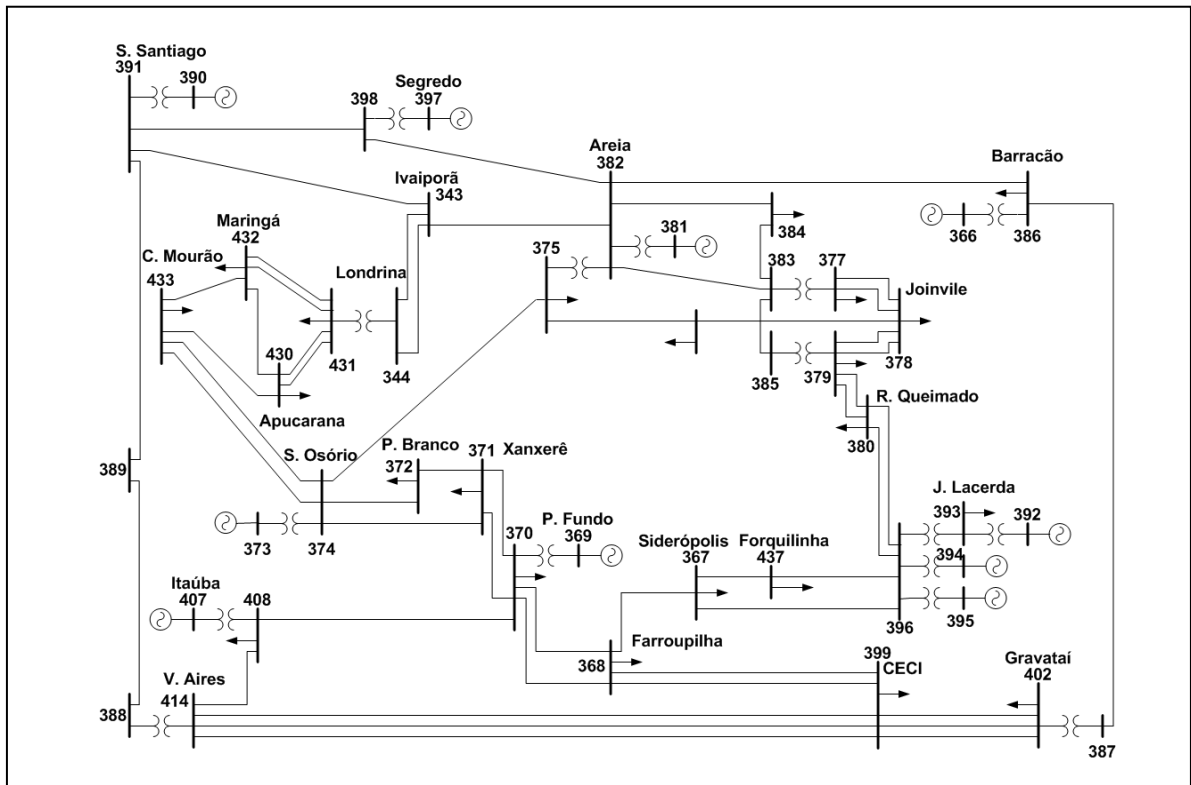 S. Santiago
391
390
Segredo
398
397
Areia
382
Barracão
Ivaiporã
343
384
381
366
386
Maringá
432
C. Mourão
433
Londrina
375
383
377
Joinvile
430
431
344
385
379
378
Apucarana
R. Queimado
380
389
S. Osório
P. Branco
372
371
Xanxerê
373
374
370
P. Fundo
369
Siderópolis
367
Forquilinha
437
J. Lacerda
393
392
394
395
396
Itaúba
407
408
Farroupilha
368
399
CECI
Gravataí
402
V. Aires
414
388
387